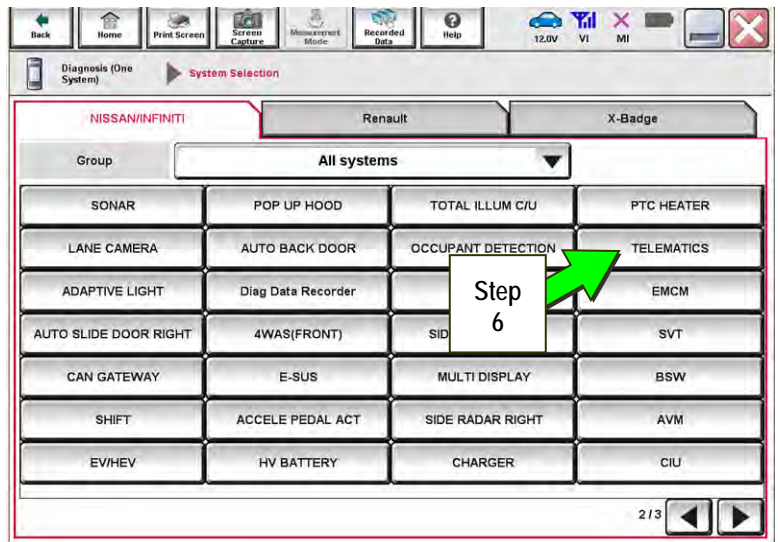 Back
Home
Print Screen
Screen Capture
Measurement Mode
Recorded Data
Help
12.0V
VI
MI
Diagnosis (One System)
System Selection
NISSAN/INFINITI
Renault
X-Badge
Group
All systems
SONAR
POP UP HOOD
TOTAL ILLUM C/U
PTC HEATER
LANE CAMERA
AUTO BACK DOOR
OCCUPANT DETECTION
TELEMATICS
ADAPTIVE LIGHT
Diag Data Recorder
Step
6
EMCM
AUTO SLIDE DOOR RIGHT
4WAS(FRONT)
SID
SVT
CAN GATEWAY
E-SUS
MULTI DISPLAY
BSW
SHIFT
ACCELE PEDAL ACT
SIDE RADAR RIGHT
AVM
EV/HEV
HV BATTERY
CHARGER
CIU
2/3